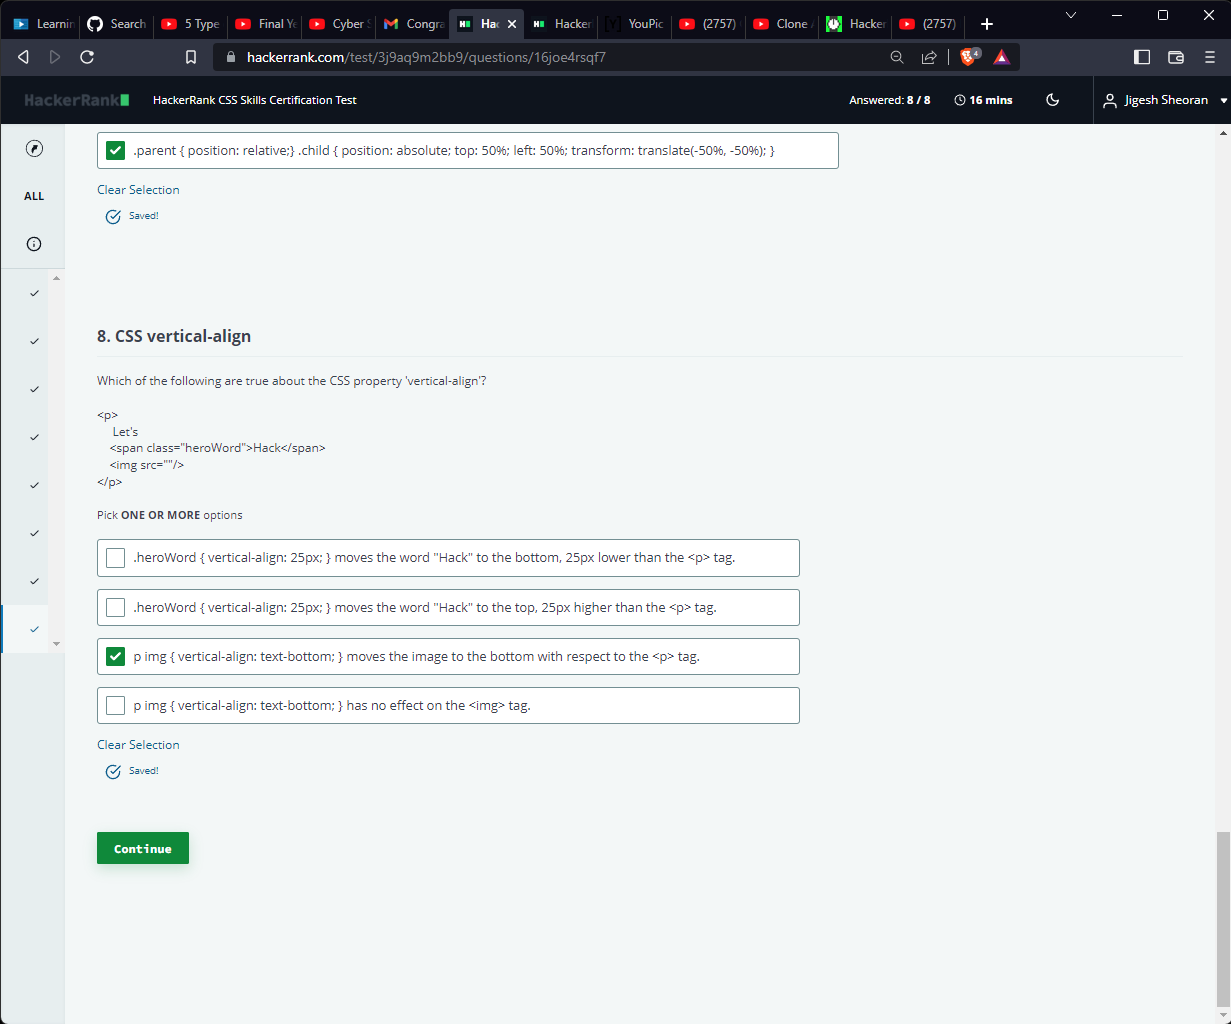 Learnin
Search
5 Type
Final Ye
Cyber S
Congra
Hac
Hacker
YouPic
(2757)
Clone
Hacker
(2757)
hackerrank.com/test/3j9aq9m2bb9/questions/16joe4rsqf7
4
HackerRank
HackerRank CSS Skills Certification Test
Answered: 8 / 8
16 mins
Jigesh Sheoran
ALL
.parent { position: relative;} .child { position: absolute; top: 50%; left: 50%; transform: translate(-50%, -50%); }
Clear Selection
Saved!
8. CSS vertical-align
Which of the following are true about the CSS property 'vertical-align'?
<p>
Let's
<span class="heroWord">Hack</span>
<img src=""/>
</p>
Pick ONE OR MORE options
.heroWord { vertical-align: 25px; } moves the word "Hack" to the bottom, 25px lower than the <p> tag.
.heroWord { vertical-align: 25px; } moves the word "Hack" to the top, 25px higher than the <p> tag.
p img { vertical-align: text-bottom; } moves the image to the bottom with respect to the <p> tag.
p img { vertical-align: text-bottom; } has no effect on the <img> tag.
Clear Selection
Saved!
Continue